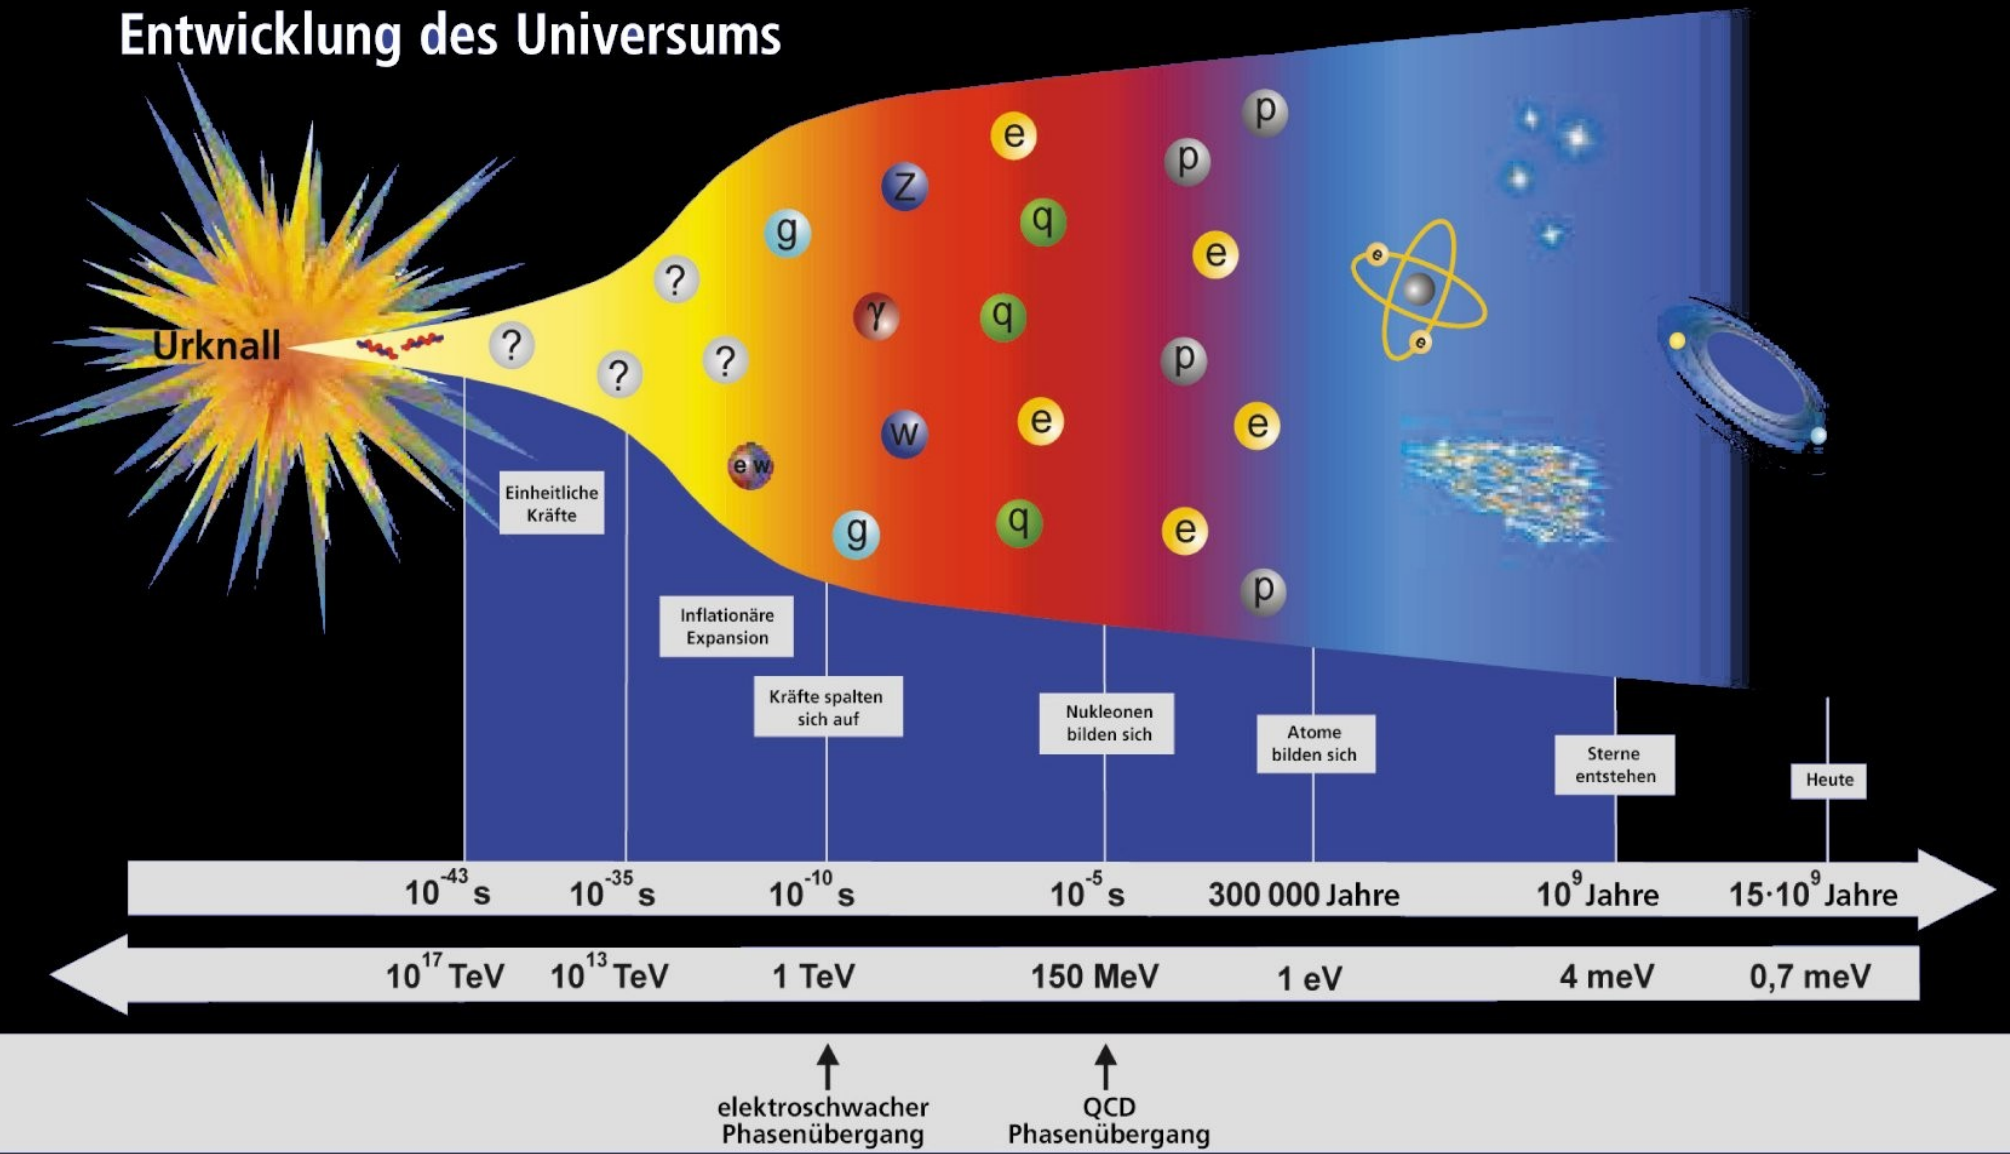 Entwicklung des Universums
Urknall
?
?
?
?
e w
g
g
Z
γ
W
e
q
q
e
q
p
p
e
p
e
e
p
e
e
Einheitliche
Kräfte
Inflationäre
Expansion
Kräfte spalten
sich auf
Nukleonen
bilden sich
Atome
bilden sich
Sterne
entstehen
Heute
10⁻⁴³ s 10⁻³⁵ s 10⁻¹⁰ s 10⁻⁵ s 300 000 Jahre 10⁹ Jahre 15·10⁹ Jahre
10¹⁷ TeV 10¹³ TeV 1 TeV 150 MeV 1 eV 4 meV 0,7 meV
elektroschwacher
Phasenübergang
QCD
Phasenübergang